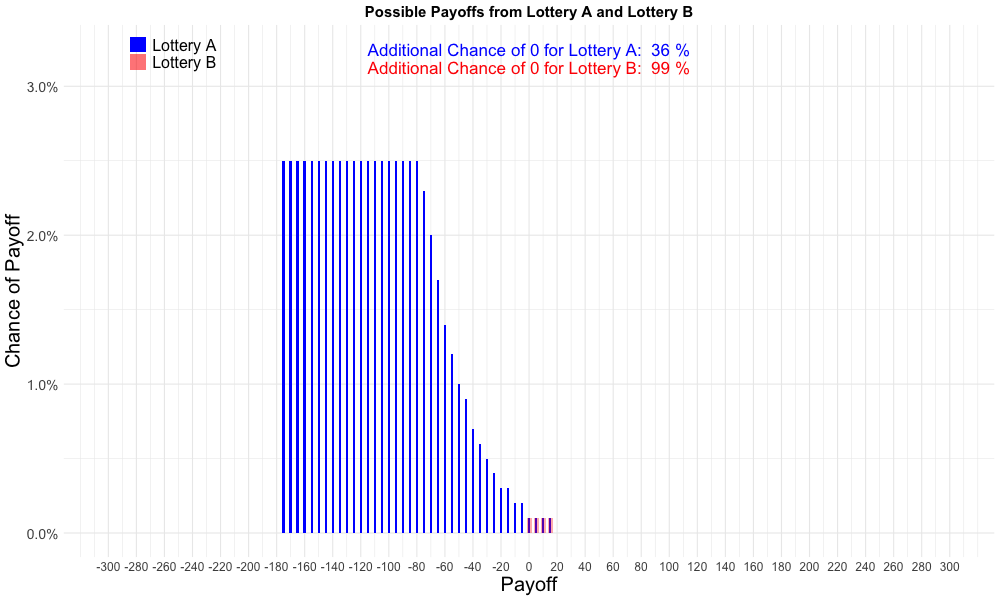 Possible Payoffs from Lottery A and Lottery B
Lottery A
Lottery B
Additional Chance of 0 for Lottery A: 36 %
Additional Chance of 0 for Lottery B: 99 %
Chance of Payoff
3.0%
2.0%
1.0%
0.0%
-300 -280 -260 -240 -220 -200 -180 -160 -140 -120 -100 -80 -60 -40 -20 0 20 40 60 80 100 120 140 160 180 200 220 240 260 280 300
Payoff